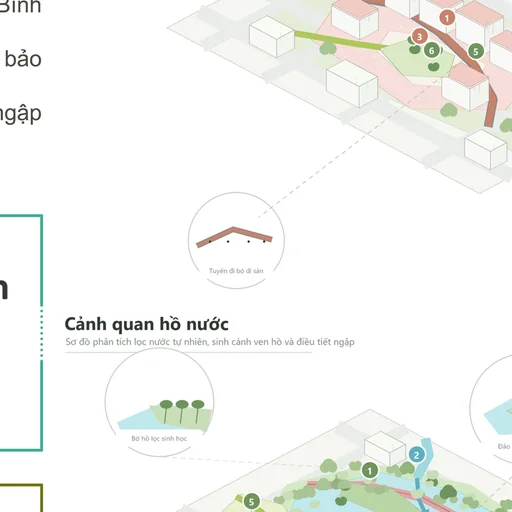 Bình
bảo
ngập
1
3
6
5
Tuyến đi bộ di sản
Cảnh quan hồ nước
Sơ đồ phân tích lọc nước tự nhiên, sinh cảnh ven hồ và điều tiết ngập
Bờ hồ lọc sinh học
Đảo
2
1
5